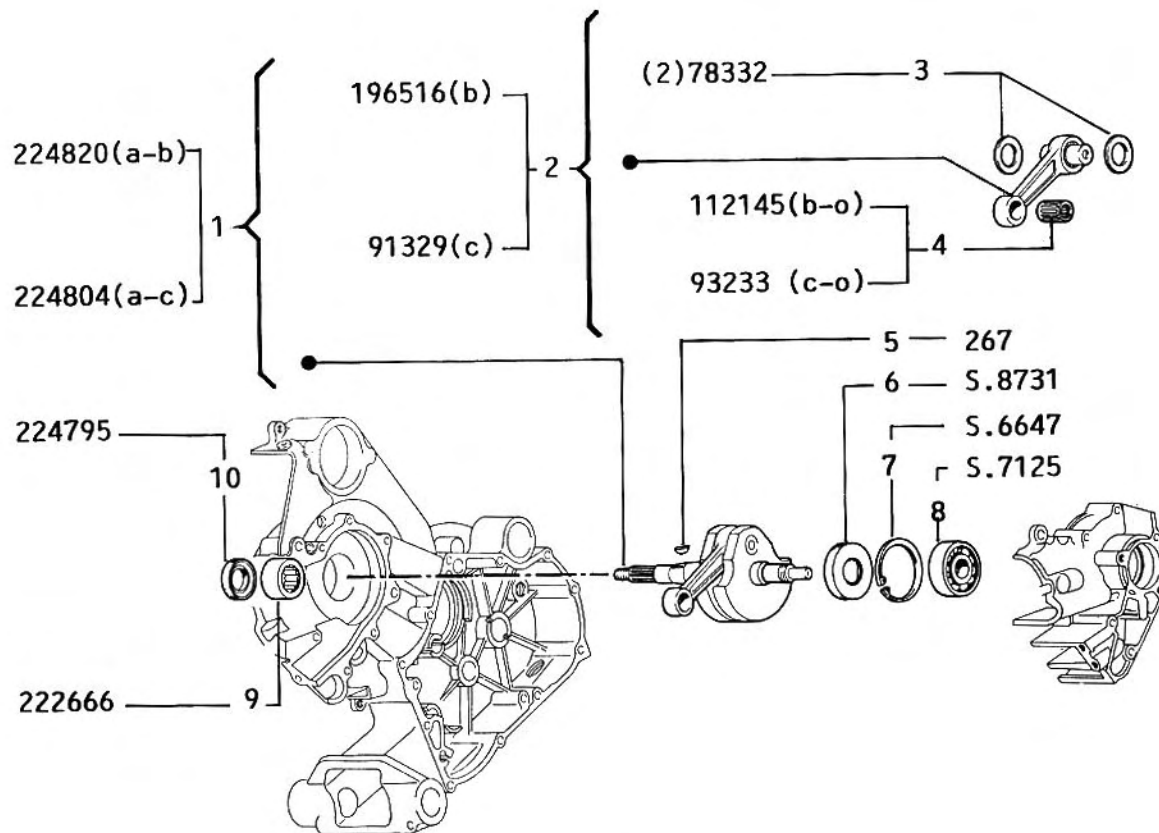 (2)78332 3
196516(b)
224820(a-b)
2
112145(b-o)
1
91329(c)
4
93233 (c-o)
224804(a-c)
5 267
6 S.8731
224795
S.6647
10
7 S.7125
8
222666 9